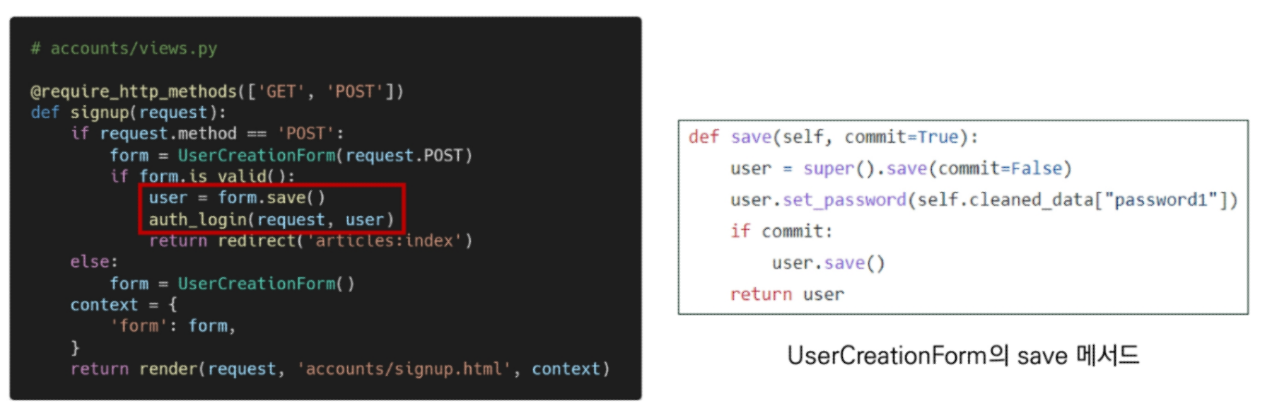 # accounts/views.py
@require_http_methods(['GET', 'POST'])
def signup(request):
    if request.method == 'POST':
        form = UserCreationForm(request.POST)
        if form.is_valid():
            user = form.save()
            auth_login(request, user)
            return redirect('articles:index')
    else:
        form = UserCreationForm()
    context = {
        'form': form,
    }
    return render(request, 'accounts/signup.html', context)
def save(self, commit=True):
    user = super().save(commit=False)
    user.set_password(self.cleaned_data["password1"])
    if commit:
        user.save()
    return user
UserCreationForm의 save 메서드